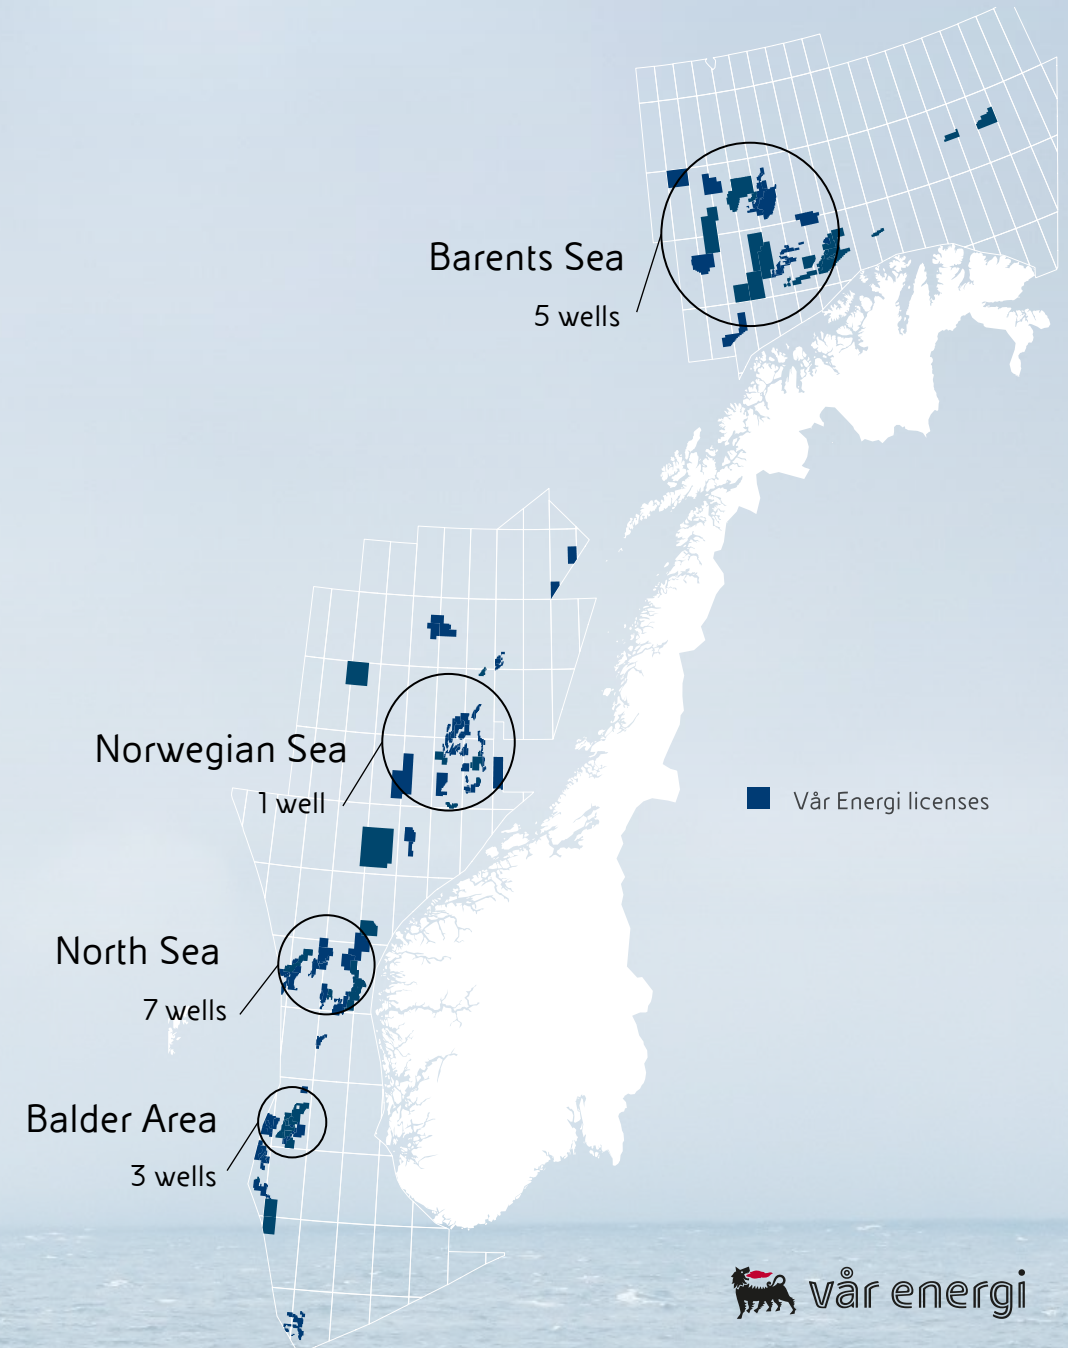 Barents Sea
5 wells
Norwegian Sea
1 well
Vår Energi licenses
North Sea
7 wells
Balder Area
3 wells
vår energi